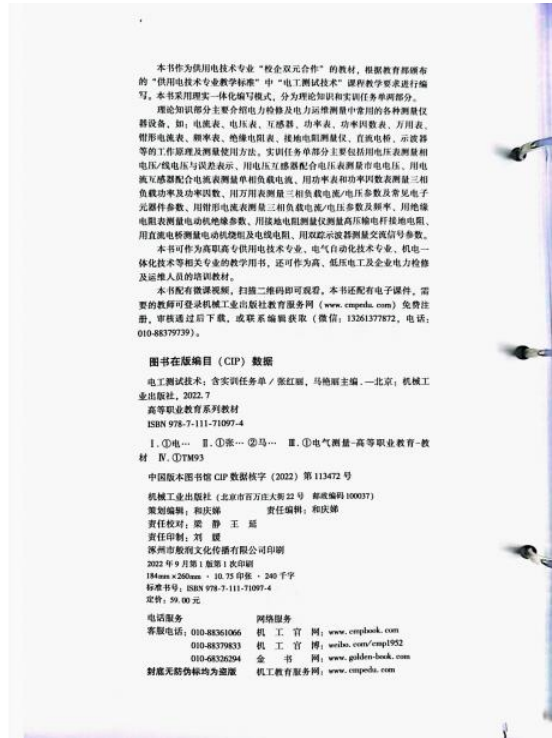 本书作为供用电技术专业“校企双元合作”的教材，根据教育部颁布
的“供用电技术专业教学标准”中“电工测试技术”课程教学要求进行编
写。本书采用理实一体化编写模式，分为理论知识和实训任务单两部分。
理论知识部分主要介绍电力检修及电力运维测量中常用的各种测量仪
器设备，如：电流表、电压表、互感器、功率表、功率因数表、万用表、
钳形电流表、频率表、绝缘电阻表、接地电阻测量仪、直流电桥、示波器
等的工作原理及测量使用方法。实训任务单部分主要包括用电压表测量相
电压/线电压与误差表示、用电压互感器配合电压表测量市电电压、用电
流互感器配合电流表测量单相负载电流、用功率表和功率因数表测量三相
负载功率及功率因数、用万用表测量三相负载电流/电压参数及常见电子
元器件参数、用钳形电流表测量三相负载电流/电压参数及频率、用绝缘
电阻表测量电动机绝缘参数、用接地电阻测量仪测量高压输电杆接地电阻、
用直流电桥测量电动机绕组及电线电阻、用双踪示波器测量交流信号参数。
本书可作为高职高专供用电技术专业、电气自动化技术专业、机电一
体化技术等相关专业的教学用书，还可作为高、低压电工及企业电力检修
及运维人员的培训教材。
本书配有微课视频，扫描二维码即可观看。本书还配有电子课件，需
要的教师可登录机械工业出版社教育服务网（www.cmpedu.com）免费注
册，审核通过后下载，或联系编辑获取（微信：13261377872，电话：
010-88379739）。
图书在版编目（CIP）数据
电工测试技术：含实训任务单/张红丽，马艳丽主编.—北京：机械工
业出版社，2022.7
高等职业教育系列教材
ISBN 978-7-111-71097-4
Ⅰ.①电… Ⅱ.①张… ②马… Ⅲ.①电气测量-高等职业教育-教
材 Ⅳ.①TM93
中国版本图书馆CIP数据核字（2022）第113472号
机械工业出版社（北京市百万庄大街22号 邮政编码100037）
策划编辑：和庆娣 责任编辑：和庆娣
责任校对：梁 静 王 延
责任印制：刘 媛
涿州市般润文化传播有限公司印刷
2022年9月第1版第1次印刷
184mm×260mm·10.75印张·240千字
标准书号：ISBN 978-7-111-71097-4
定价：59.00元
电话服务 网络服务
客服电话：010-88361066 机 工 官 网：www.cmpbook.com
010-88379833 机 工 官 博：weibo.com/cmp1952
010-68326294 金 书 网：www.golden-book.com
封底无防伪标均为盗版 机工教育服务网：www.cmpedu.com